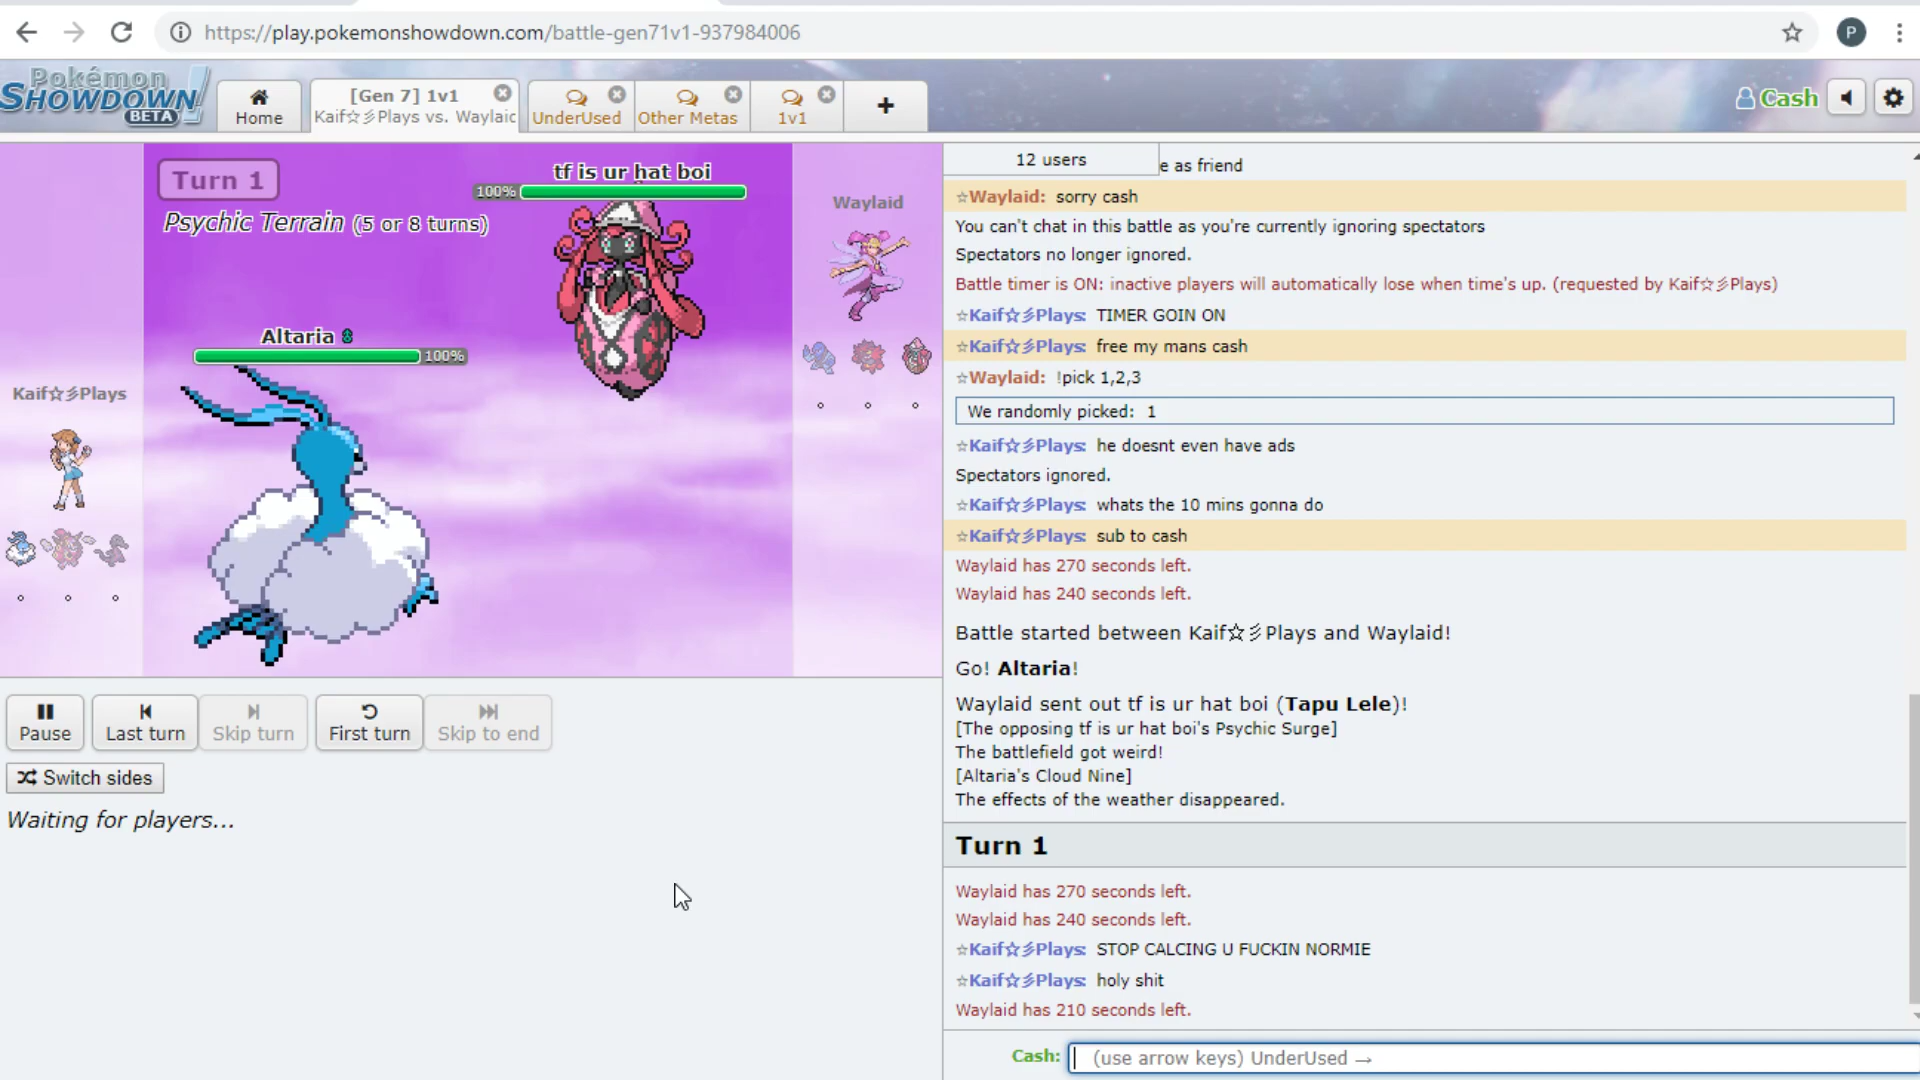 https://play.pokemonshowdown.com/battle-gen71v1-937984006
P
Pokémon
SHOWDOWN!
BETA
Home
[Gen 7] 1v1
Kaif☆彡Plays vs. Waylaid
UnderUsed
Other Metas
1v1
+
Cash
Turn 1
Psychic Terrain (5 or 8 turns)
tf is ur hat boi
100%
Altaria
100%
Kaif☆彡Plays
Waylaid
Pause
Last turn
Skip turn
First turn
Skip to end
Switch sides
Waiting for players...
12 users
e as friend
☆Waylaid: sorry cash
You can't chat in this battle as you're currently ignoring spectators
Spectators no longer ignored.
Battle timer is ON: inactive players will automatically lose when time's up. (requested by Kaif☆彡Plays)
☆Kaif☆彡Plays: TIMER GOIN ON
☆Kaif☆彡Plays: free my mans cash
☆Waylaid: !pick 1,2,3
We randomly picked: 1
☆Kaif☆彡Plays: he doesnt even have ads
Spectators ignored.
☆Kaif☆彡Plays: whats the 10 mins gonna do
☆Kaif☆彡Plays: sub to cash
Waylaid has 270 seconds left.
Waylaid has 240 seconds left.
Battle started between Kaif☆彡Plays and Waylaid!
Go! Altaria!
Waylaid sent out tf is ur hat boi (Tapu Lele)!
[The opposing tf is ur hat boi's Psychic Surge]
The battlefield got weird!
[Altaria's Cloud Nine]
The effects of the weather disappeared.
Turn 1
Waylaid has 270 seconds left.
Waylaid has 240 seconds left.
☆Kaif☆彡Plays: STOP CALCING U FUCKIN NORMIE
☆Kaif☆彡Plays: holy shit
Waylaid has 210 seconds left.
Cash: (use arrow keys) UnderUsed →